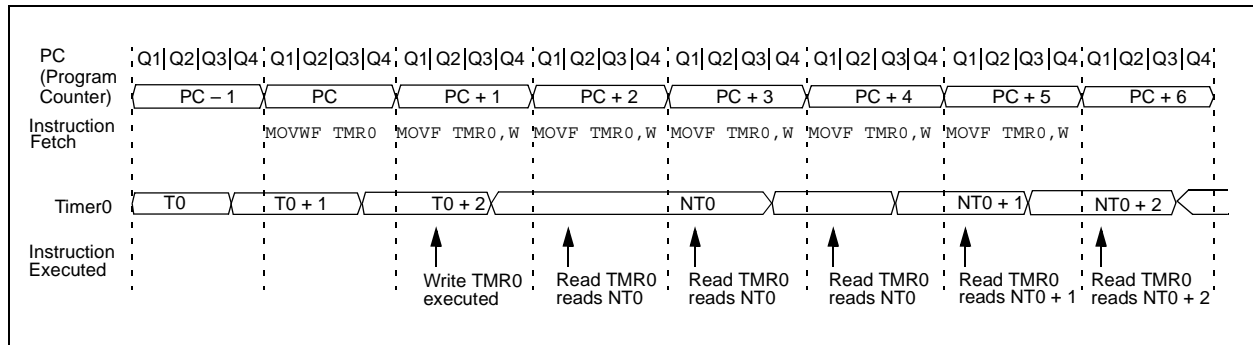 PC
(Program
Counter)
Q1 Q2 Q3 Q4 Q1 Q2 Q3 Q4 Q1 Q2 Q3 Q4 Q1 Q2 Q3 Q4 Q1 Q2 Q3 Q4 Q1 Q2 Q3 Q4 Q1 Q2 Q3 Q4 Q1 Q2 Q3 Q4
PC – 1 PC PC + 1 PC + 2 PC + 3 PC + 4 PC + 5 PC + 6
Instruction
Fetch
MOVWF TMR0 MOVF TMR0,W MOVF TMR0,W MOVF TMR0,W MOVF TMR0,W MOVF TMR0,W
Timer0
T0 T0 + 1 T0 + 2 NT0 NT0 + 1 NT0 + 2
Instruction
Executed
Write TMR0
executed
Read TMR0
reads NT0
Read TMR0
reads NT0
Read TMR0
reads NT0
Read TMR0
reads NT0 + 1
Read TMR0
reads NT0 + 2